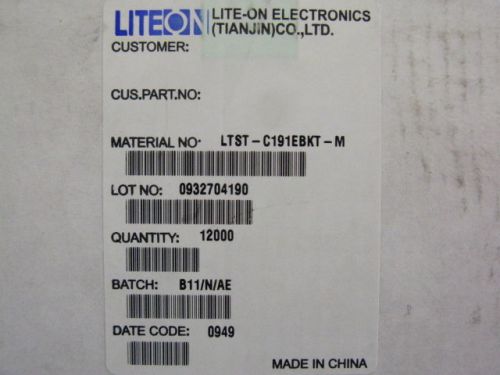 LITEON LITE-ON ELECTRONICS
(TIANJIN)CO.,LTD.
CUSTOMER:
CUS.PART.NO:
MATERIAL NO: LTST-C191EBKT-M
LOT NO: 0932704190
QUANTITY: 12000
BATCH: B11/N/AE
DATE CODE: 0949
MADE IN CHINA